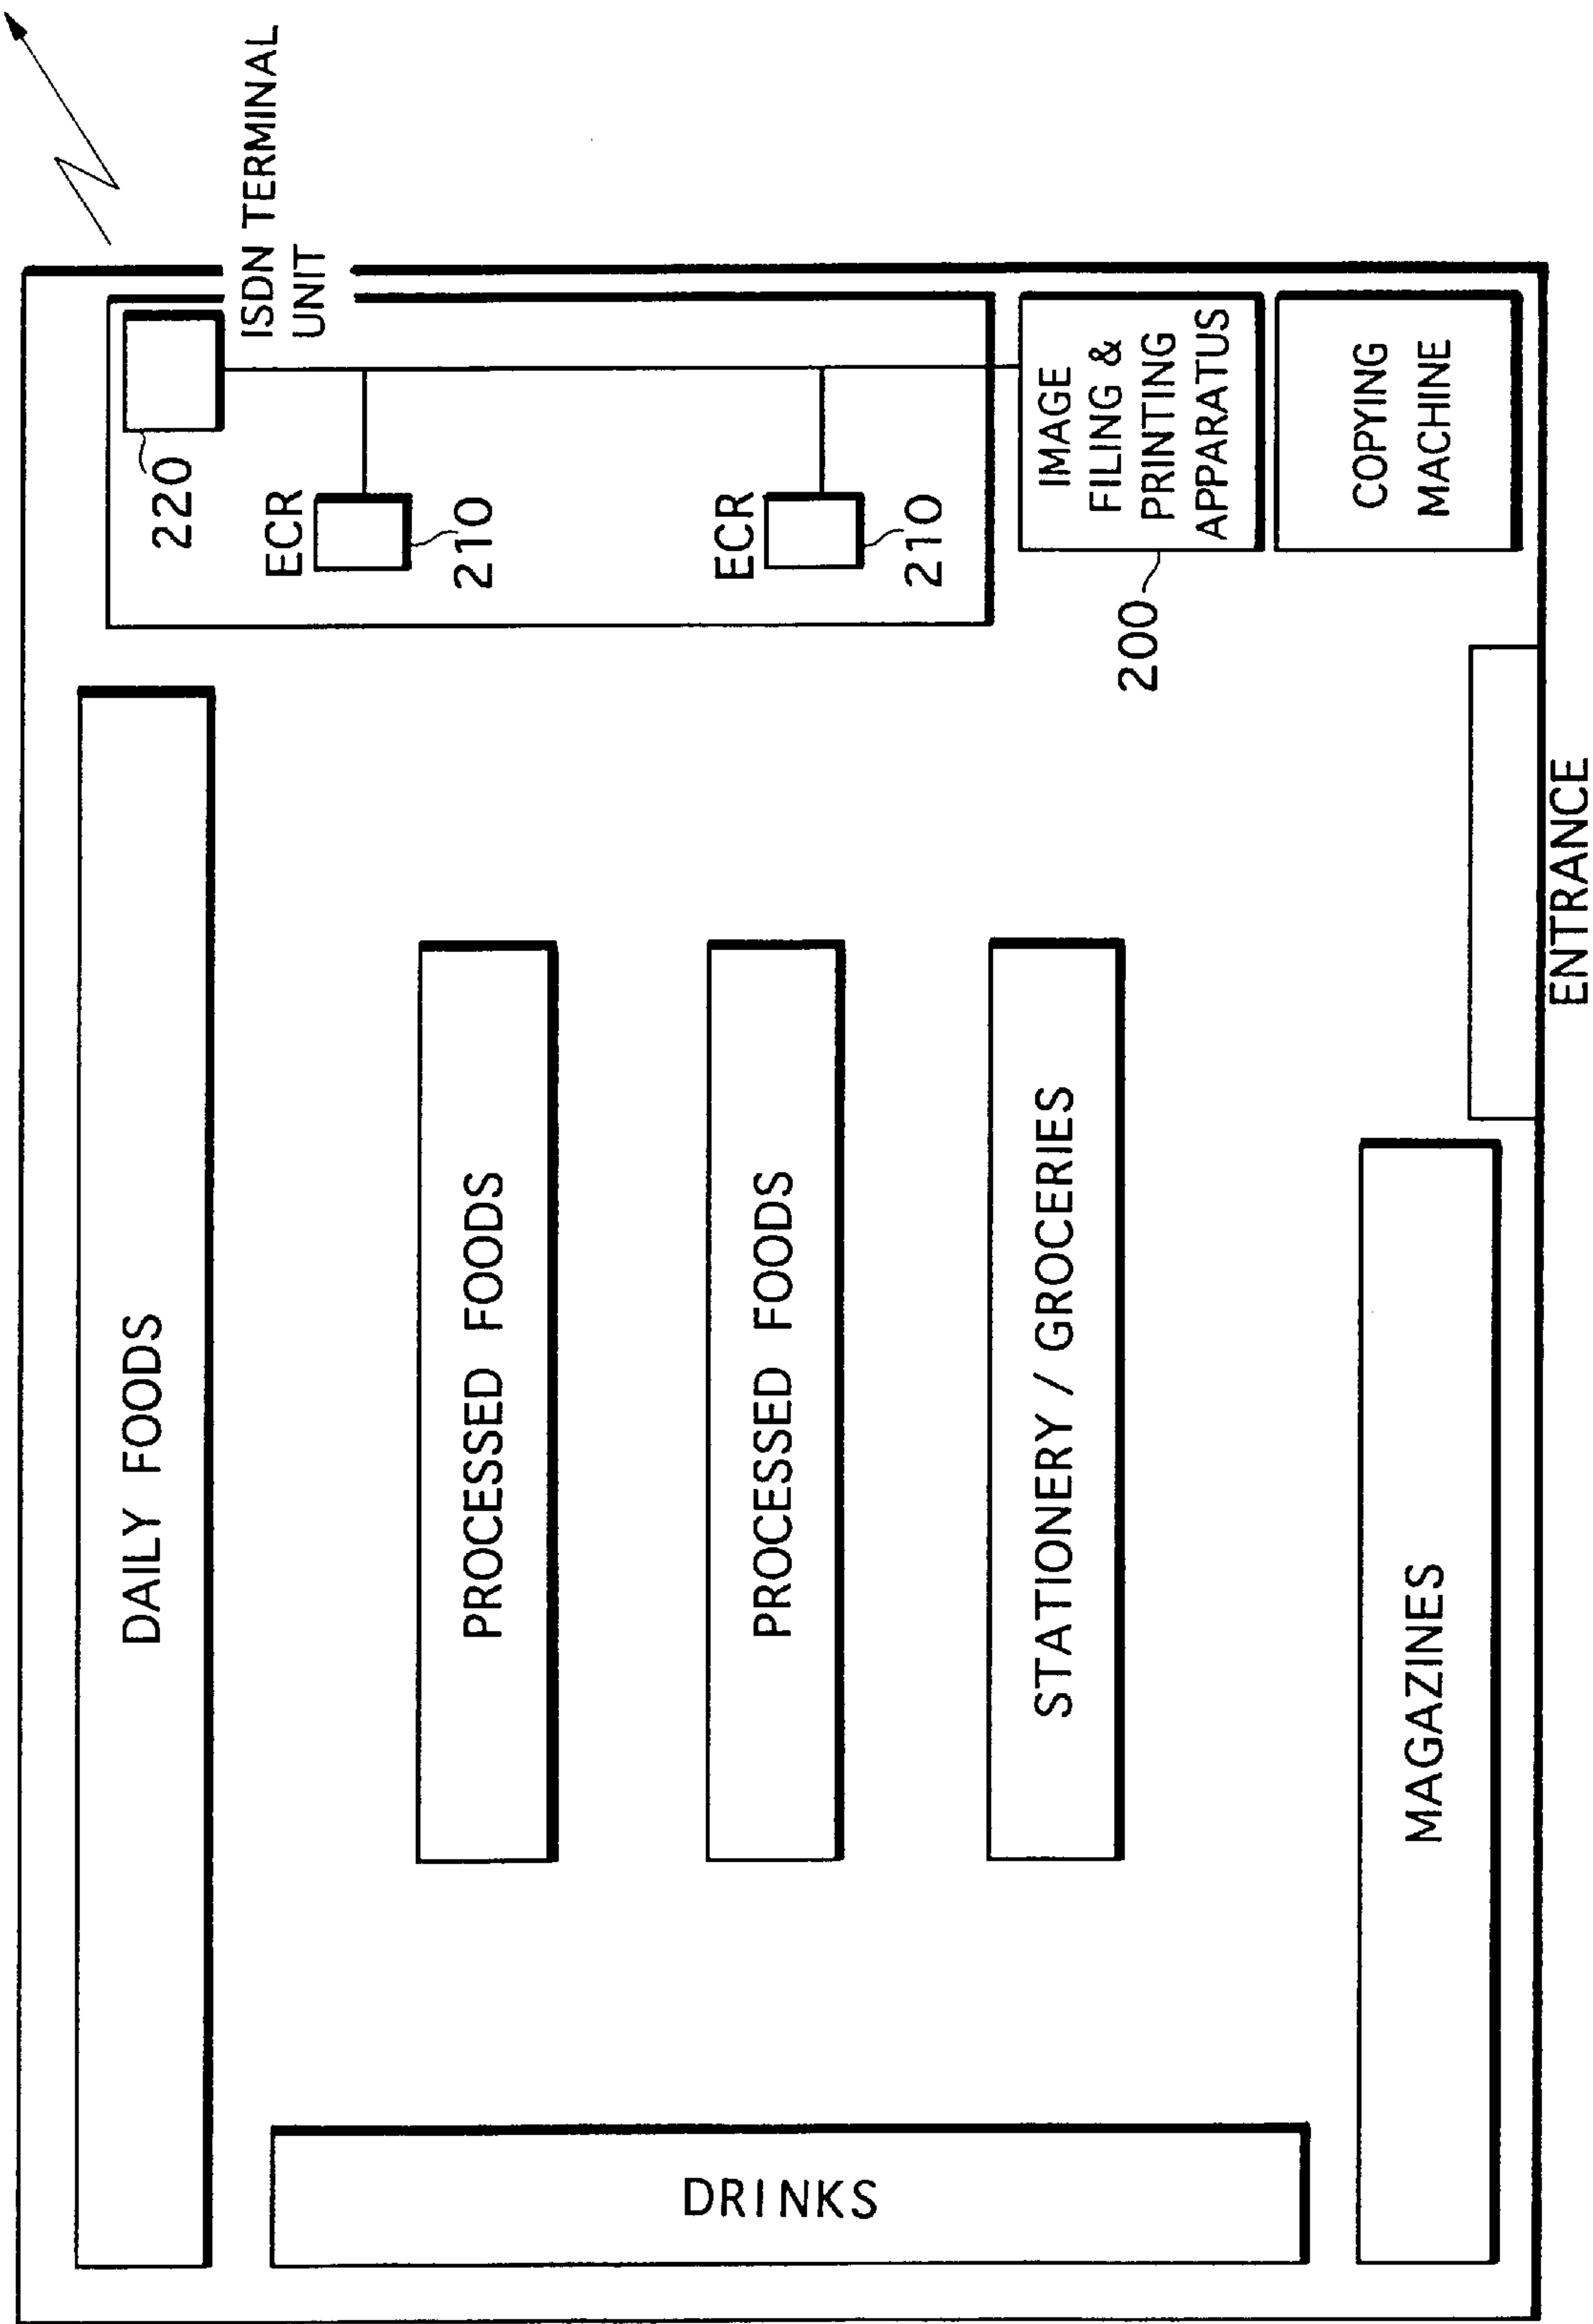 ISDN TERMINAL
UNIT
220
ECR
210
ECR
210
IMAGE
FILING &
PRINTING
APPARATUS
200
COPYING
MACHINE
DAILY FOODS
PROCESSED FOODS
PROCESSED FOODS
STATIONERY / GROCERIES
MAGAZINES
DRINKS
ENTRANCE